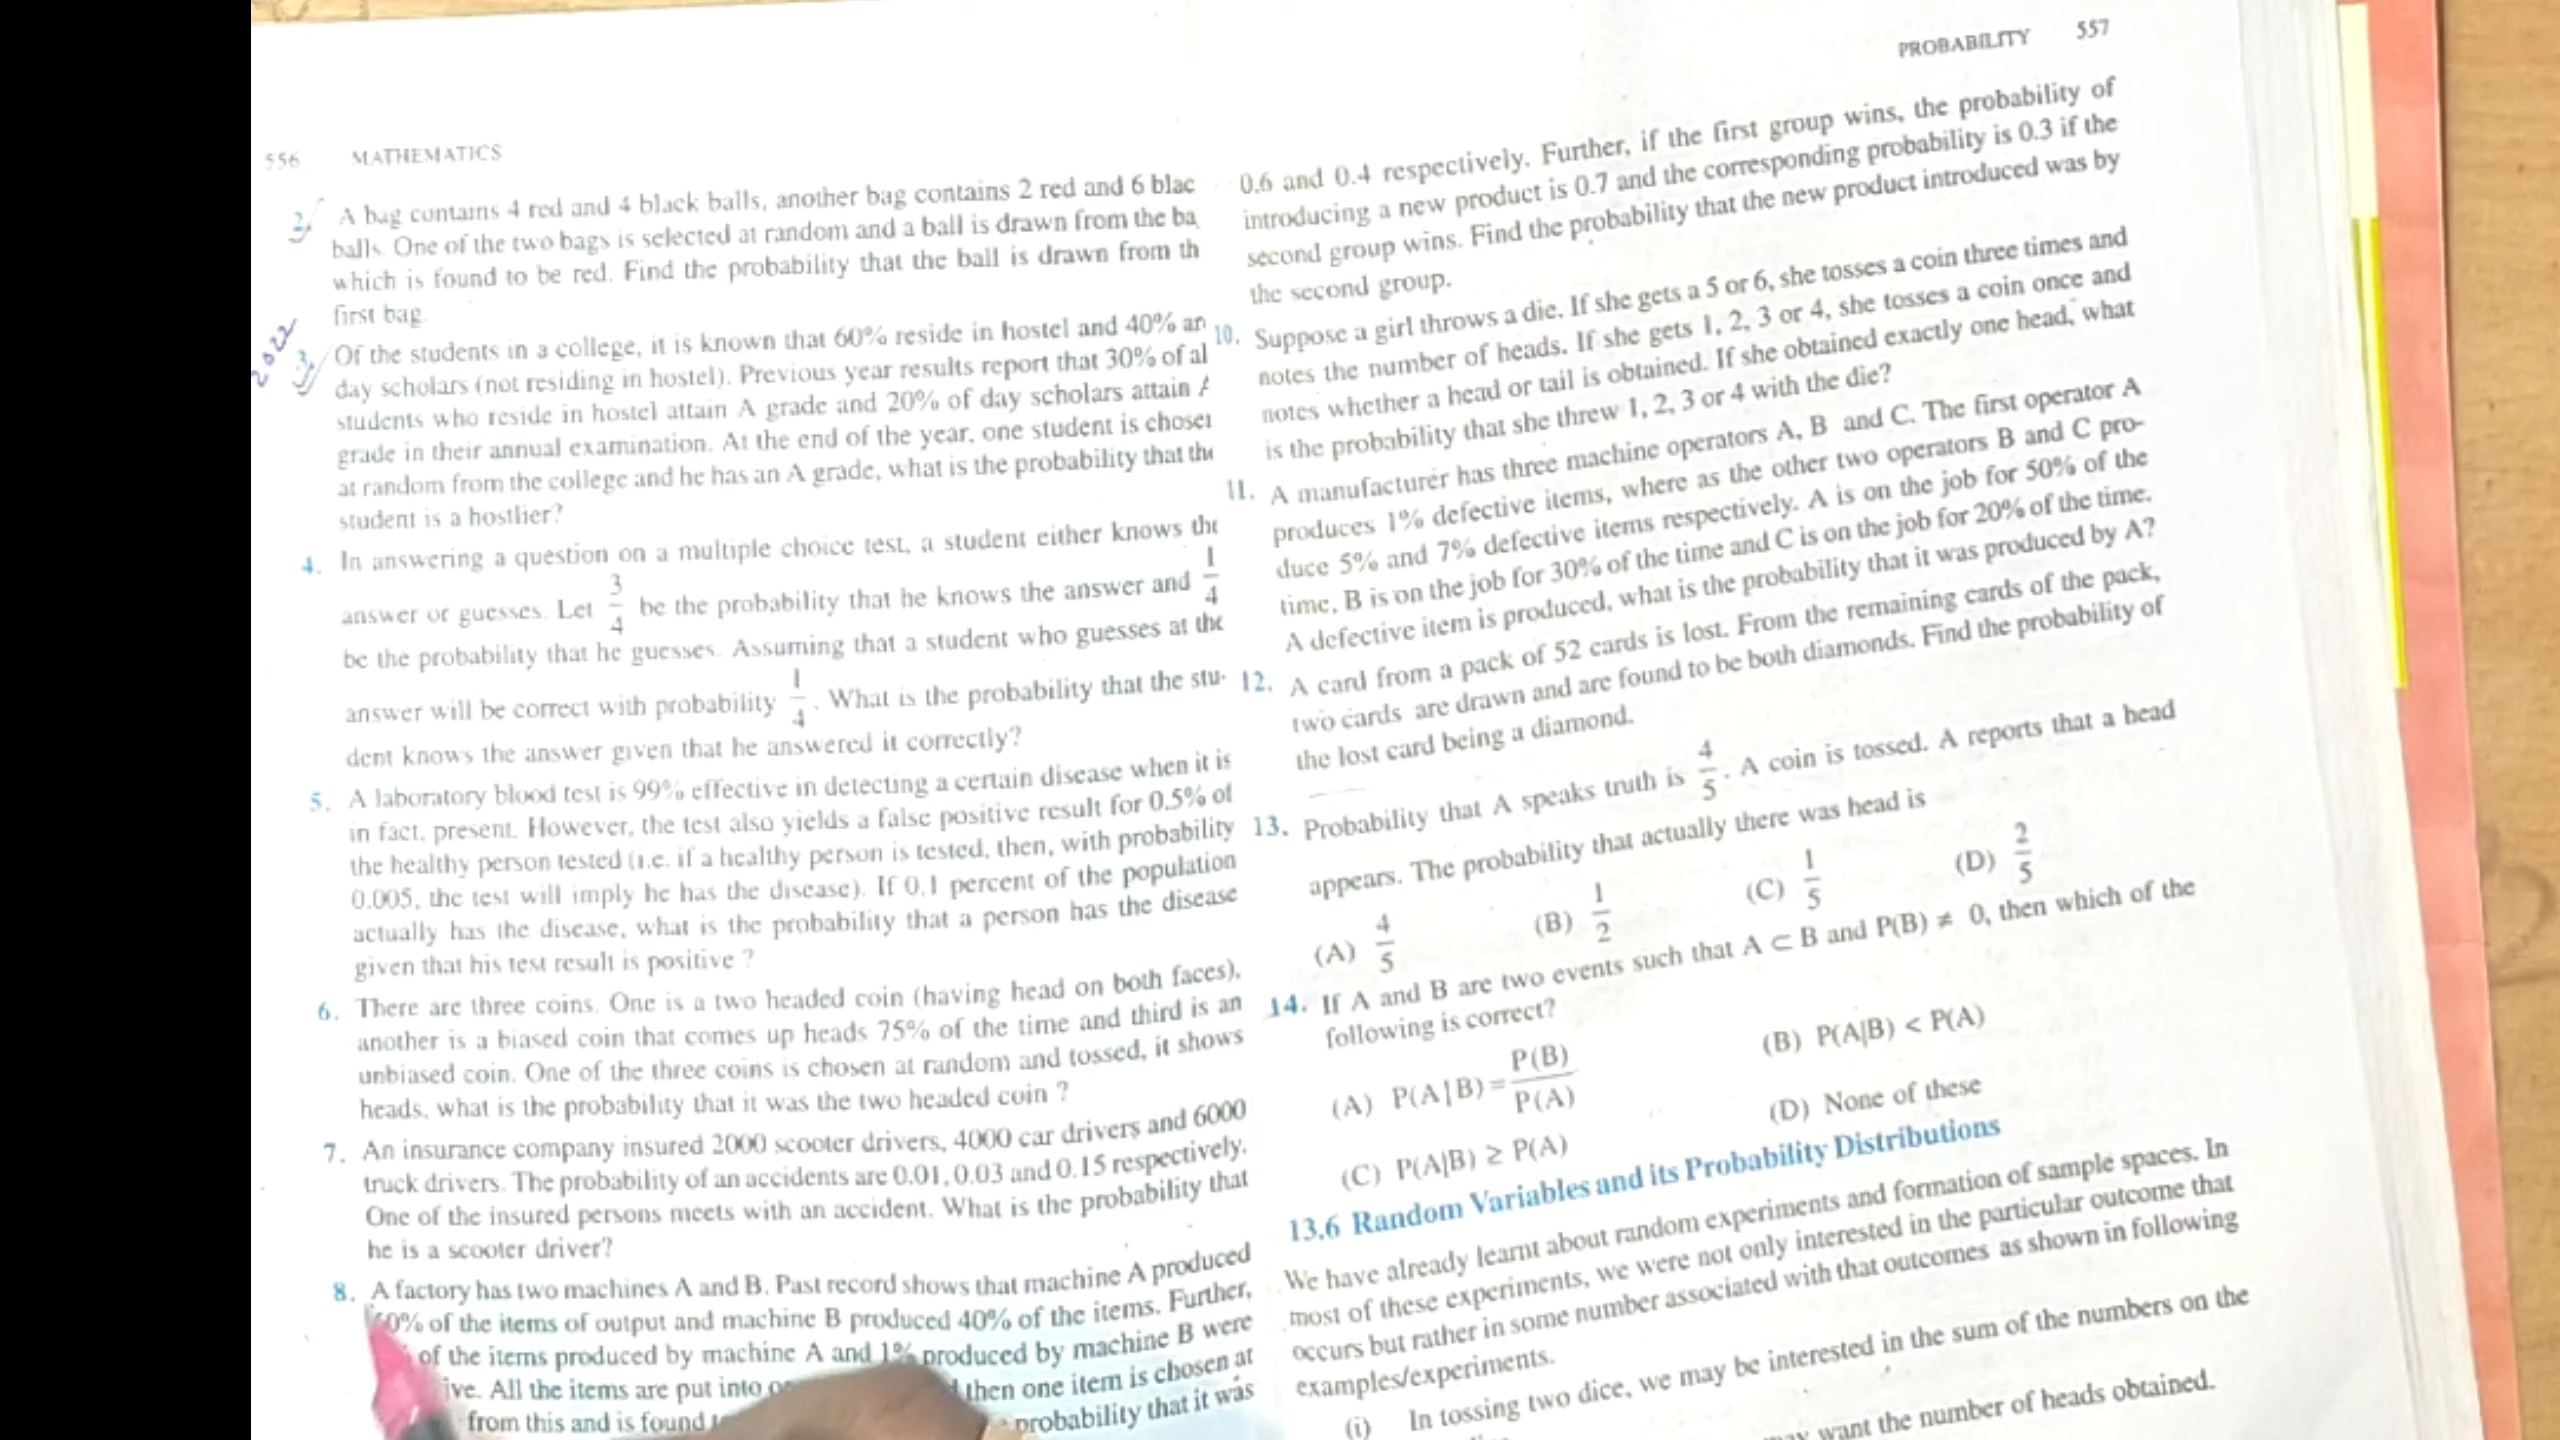 556 MATHEMATICS
2. A bag contains 4 red and 4 black balls, another bag contains 2 red and 6 blac
balls. One of the two bags is selected at random and a ball is drawn from the ba
which is found to be red. Find the probability that the ball is drawn from th
first bag.
2022
3. Of the students in a college, it is known that 60% reside in hostel and 40% ar
day scholars (not residing in hostel). Previous year results report that 30% of al
students who reside in hostel attain A grade and 20% of day scholars attain A
grade in their annual examination. At the end of the year, one student is chosen
at random from the college and he has an A grade, what is the probability that the
student is a hostlier?
4. In answering a question on a multiple choice test, a student either knows the
answer or guesses. Let 3/4 be the probability that he knows the answer and 1/4
be the probability that he guesses. Assuming that a student who guesses at the
answer will be correct with probability 1/4. What is the probability that the stu-
dent knows the answer given that he answered it correctly?
5. A laboratory blood test is 99% effective in detecting a certain disease when it is
in fact, present. However, the test also yields a false positive result for 0.5% of
the healthy person tested (i.e. if a healthy person is tested, then, with probability
0.005, the test will imply he has the disease). If 0.1 percent of the population
actually has the disease, what is the probability that a person has the disease
given that his test result is positive ?
6. There are three coins. One is a two headed coin (having head on both faces),
another is a biased coin that comes up heads 75% of the time and third is an
unbiased coin. One of the three coins is chosen at random and tossed, it shows
heads, what is the probability that it was the two headed coin ?
7. An insurance company insured 2000 scooter drivers, 4000 car drivers and 6000
truck drivers. The probability of an accidents are 0.01, 0.03 and 0.15 respectively.
One of the insured persons meets with an accident. What is the probability that
he is a scooter driver?
8. A factory has two machines A and B. Past record shows that machine A produced
60% of the items of output and machine B produced 40% of the items. Further,
of the items produced by machine A and 1% produced by machine B were
ive. All the items are put into then one item is chosen at
from this and is found probability that it was
PROBABILITY 557
0.6 and 0.4 respectively. Further, if the first group wins, the probability of
introducing a new product is 0.7 and the corresponding probability is 0.3 if the
second group wins. Find the probability that the new product introduced was by
the second group.
10. Suppose a girl throws a die. If she gets a 5 or 6, she tosses a coin three times and
notes the number of heads. If she gets 1, 2, 3 or 4, she tosses a coin once and
notes whether a head or tail is obtained. If she obtained exactly one head, what
is the probability that she threw 1, 2, 3 or 4 with the die?
11. A manufacturer has three machine operators A, B and C. The first operator A
produces 1% defective items, where as the other two operators B and C pro-
duce 5% and 7% defective items respectively. A is on the job for 50% of the
time, B is on the job for 30% of the time and C is on the job for 20% of the time.
A defective item is produced, what is the probability that it was produced by A?
12. A card from a pack of 52 cards is lost. From the remaining cards of the pack,
two cards are drawn and are found to be both diamonds. Find the probability of
the lost card being a diamond.
13. Probability that A speaks truth is 4/5. A coin is tossed. A reports that a head
appears. The probability that actually there was head is
(A) 4/5 (B) 1/2 (C) 1/5 (D) 2/5
14. If A and B are two events such that A ⊂ B and P(B) ≠ 0, then which of the
following is correct?
(A) P(A|B) = P(B)/P(A) (B) P(A|B) < P(A)
(C) P(A|B) ≥ P(A) (D) None of these
13.6 Random Variables and its Probability Distributions
We have already learnt about random experiments and formation of sample spaces. In
most of these experiments, we were not only interested in the particular outcome that
occurs but rather in some number associated with that outcomes as shown in following
examples/experiments.
(i) In tossing two dice, we may be interested in the sum of the numbers on the
want the number of heads obtained.